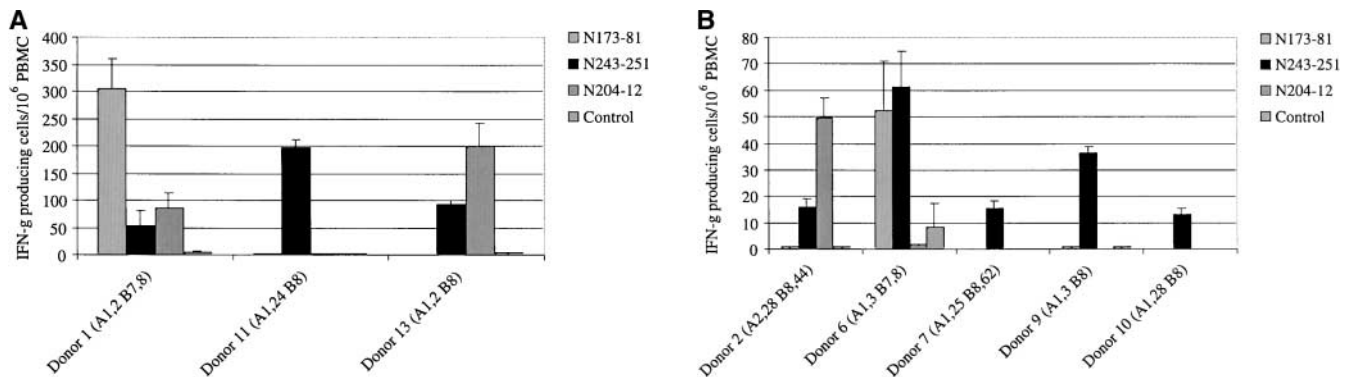 A
IFN-g producing cells/10⁶ PBMC
400
350
300
250
200
150
100
50
0
Donor 1 (A1,2 B7,8)
Donor 11 (A1,24 B8)
Donor 13 (A1,2 B8)
N173-81
N243-251
N204-12
Control
B
IFN-g producing cells/10⁶ PBMC
80
70
60
50
40
30
20
10
0
Donor 2 (A2,28 B8,44)
Donor 6 (A1,3 B7,8)
Donor 7 (A1,25 B8,62)
Donor 9 (A1,3 B8)
Donor 10 (A1,28 B8)
N173-81
N243-251
N204-12
Control